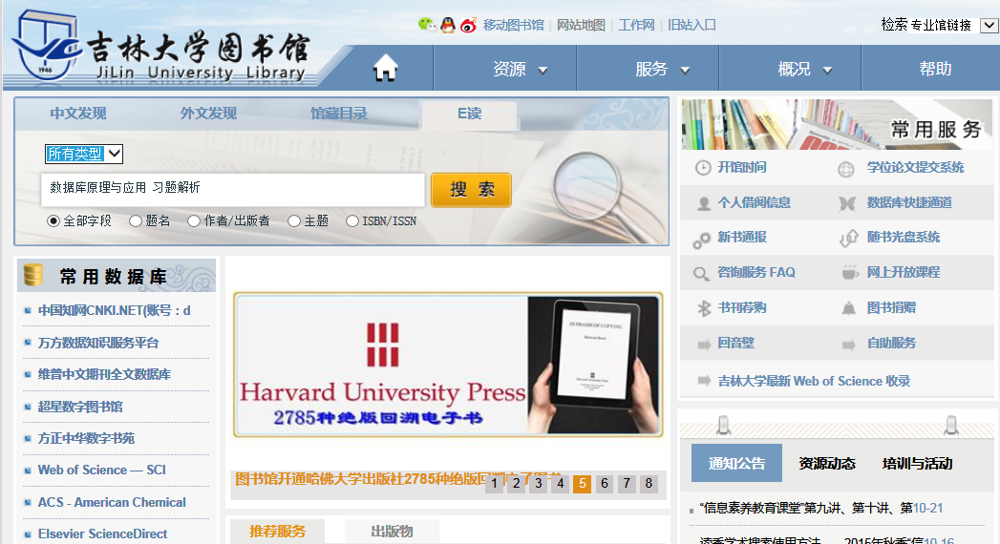 吉林大学图书馆
JiLin University Library
1946
移动图书馆 | 网站地图 | 工作网 | 旧站入口
检索 专业馆链接
资源
服务
概况
帮助
中文发现
外文发现
馆藏目录
E读
所有类型
数据库原理与应用 习题解析
搜 索
全部字段 题名 作者/出版者 主题 ISBN/ISSN
常用数据库
中国知网CNKI.NET(账号：d
万方数据知识服务平台
维普中文期刊全文数据库
超星数字图书馆
方正中华数字书苑
Web of Science — SCI
ACS - American Chemical
Elsevier ScienceDirect
Harvard University Press
2785种绝版回溯电子书
IN PRAISE OF COPYING
图书馆开通哈佛大学出版社2785种绝版回溯电子图书
1 2 3 4 5 6 7 8
推荐服务
出版物
常用服务
开馆时间
学位论文提交系统
个人借阅信息
数据库快捷通道
新书通报
随书光盘系统
咨询服务 FAQ
网上开放课程
书刊荐购
图书捐赠
回音壁
自助服务
吉林大学最新 Web of Science 收录
通知公告
资源动态
培训与活动
“信息素养教育课堂”第九讲、第十讲、第10-21